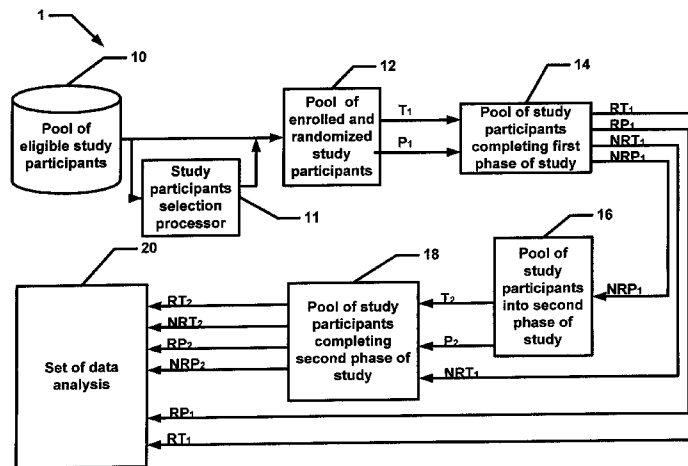 1
10
12
14
Pool of
eligible study
participants
Pool of
enrolled and
randomized
study
participants
T1
P1
Pool of study
participants
completing first
phase of study
RT1
RP1
NRT1
NRP1
Study
participants
selection
processor
11
20
18
16
Set of data
analysis
RT2
NRT2
RP2
NRP2
RP1
RT1
Pool of study
participants
completing
second phase of
study
T2
P2
NRT1
Pool of
study
participants
into second
phase of
study
NRP1